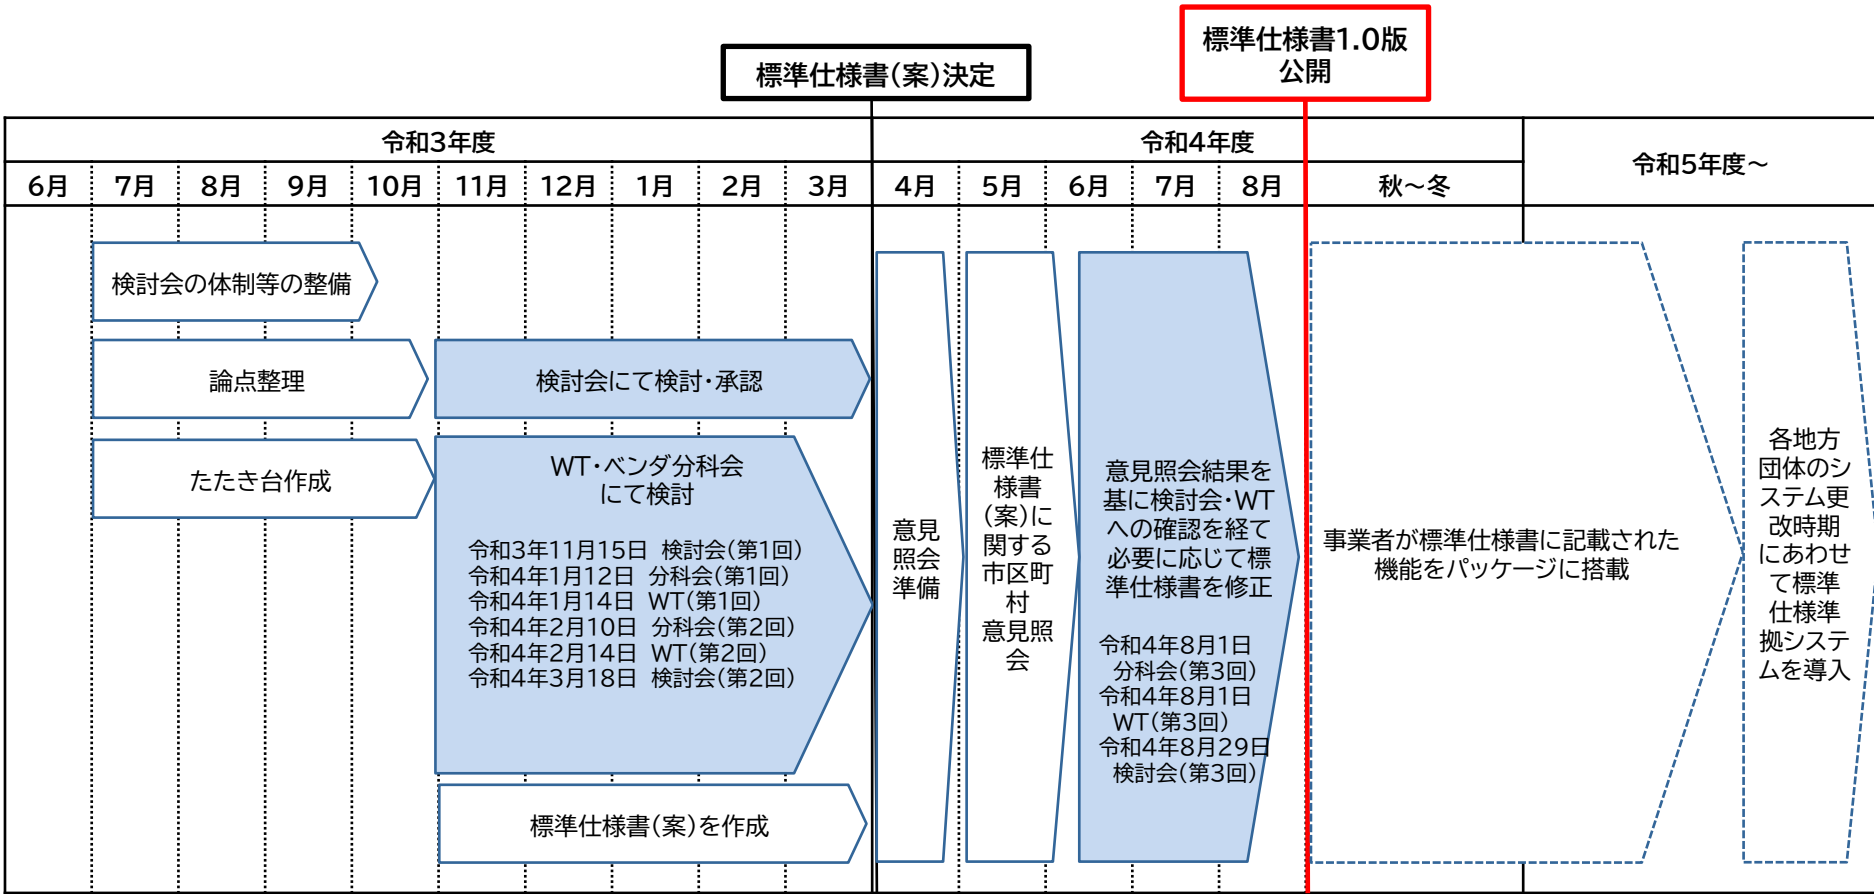 標準仕様書1.0版
公開
標準仕様書(案)決定
令和3年度
令和4年度
令和5年度～
6月
7月
8月
9月
10月
11月
12月
1月
2月
3月
4月
5月
6月
7月
8月
秋～冬
検討会の体制等の整備
論点整理
検討会にて検討・承認
たたき台作成
WT・ベンダ分科会
にて検討
令和3年11月15日 検討会(第1回)
令和4年1月12日 分科会(第1回)
令和4年1月14日 WT(第1回)
令和4年2月10日 分科会(第2回)
令和4年2月14日 WT(第2回)
令和4年3月18日 検討会(第2回)
標準仕様書(案)を作成
意見
照会
準備
標準仕
様書
(案)に
関する
市区町
村
意見照
会
意見照会結果を
基に検討会・WT
への確認を経て
必要に応じて標
準仕様書を修正
令和4年8月1日
分科会(第3回)
令和4年8月1日
WT(第3回)
令和4年8月29日
検討会(第3回)
事業者が標準仕様書に記載された
機能をパッケージに搭載
各地方
団体のシ
ステム更
改時期
にあわせ
て標準
仕様準
拠システ
ムを導入